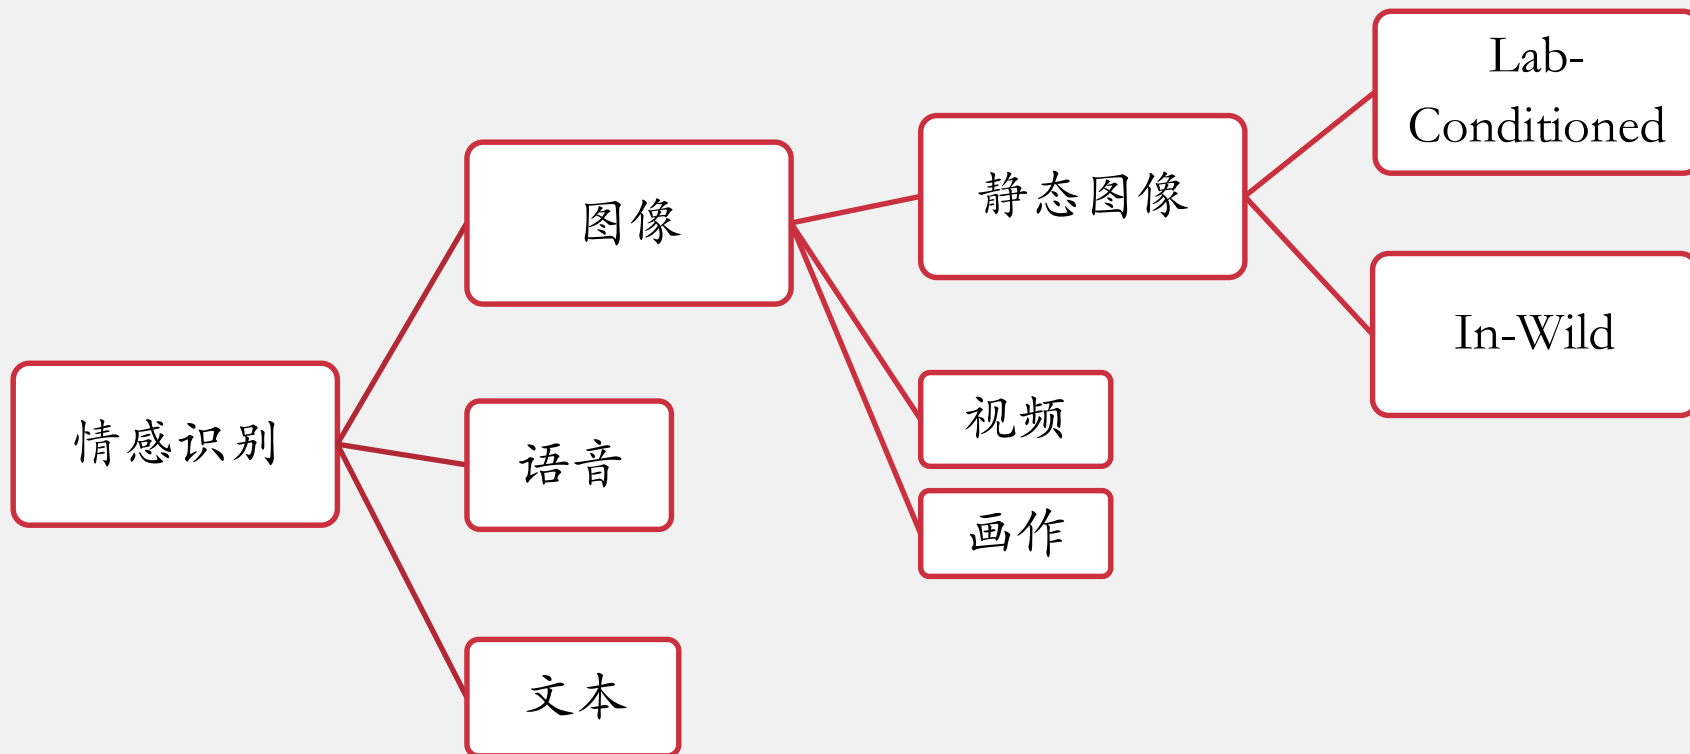 情感识别
图像
语音
文本
静态图像
视频
画作
Lab-
Conditioned
In-Wild